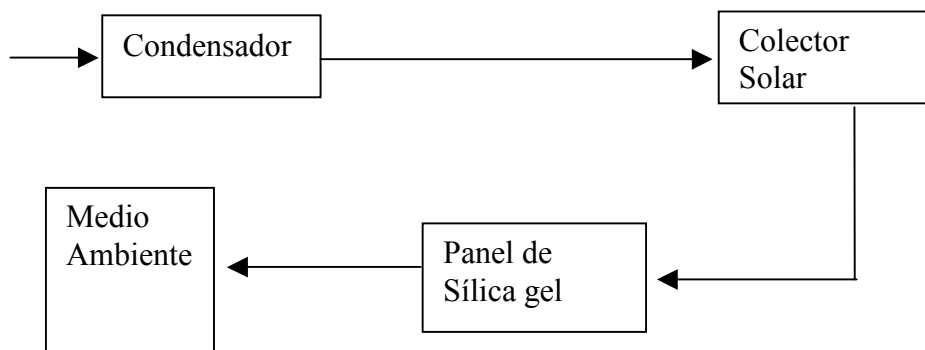 Condensador
Colector
Solar
Medio
Ambiente
Panel de
Sílica gel